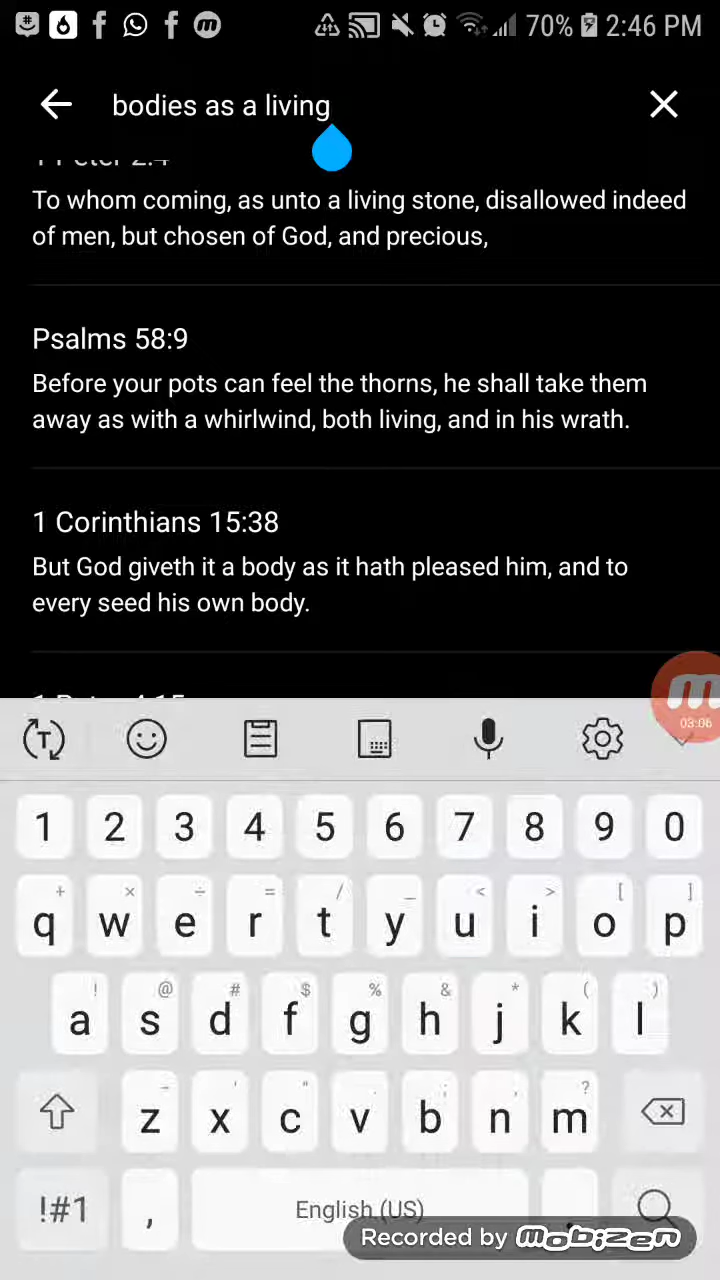 70% 2:46 PM
bodies as a living
1 Peter 2:4
To whom coming, as unto a living stone, disallowed indeed
of men, but chosen of God, and precious,
Psalms 58:9
Before your pots can feel the thorns, he shall take them
away as with a whirlwind, both living, and in his wrath.
1 Corinthians 15:38
But God giveth it a body as it hath pleased him, and to
every seed his own body.
03:06
T
1 2 3 4 5 6 7 8 9 0
+ × ÷ = / _ < > [ ]
q w e r t y u i o p
! @ # $ % & * ( )
a s d f g h j k l
- ' " : ; , ?
z x c v b n m
!#1 , English (US) .
Recorded by mobizen